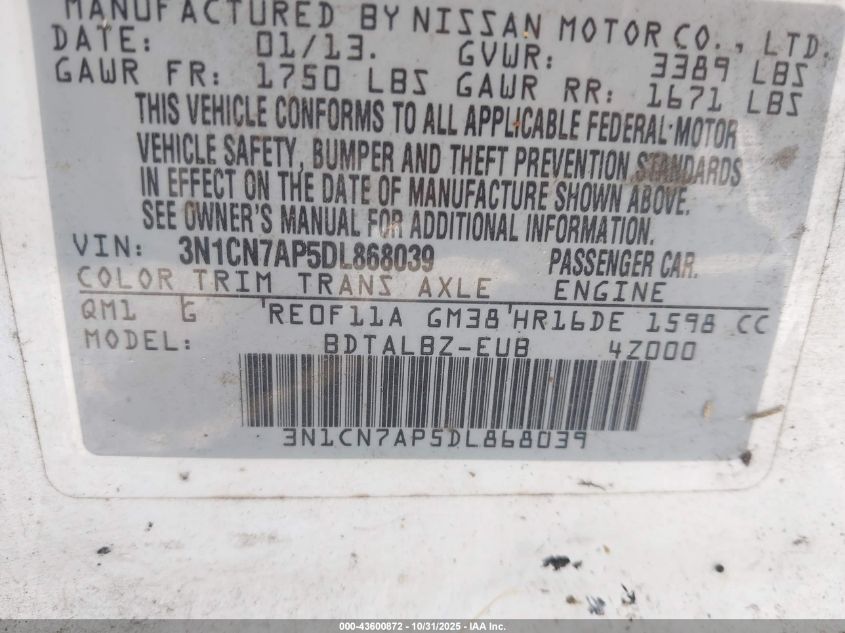 MANUFACTURED BY NISSAN MOTOR CO., LTD.
DATE: 01/13. GVWR: 3389 LBS
GAWR FR: 1750 LBS GAWR RR: 1671 LBS
THIS VEHICLE CONFORMS TO ALL APPLICABLE FEDERAL MOTOR
VEHICLE SAFETY, BUMPER AND THEFT PREVENTION STANDARDS
IN EFFECT ON THE DATE OF MANUFACTURE SHOWN ABOVE.
SEE OWNER'S MANUAL FOR ADDITIONAL INFORMATION.
VIN: 3N1CN7AP5DL868039 PASSENGER CAR.
COLOR TRIM TRANS AXLE ENGINE
QM1 G 'RE0F11A GM38'HR16DE 1598 CC
MODEL: BDTALBZ-EUB 4Z000
3N1CN7AP5DL868039
000-43600872 - 10/31/2025 - IAA Inc.